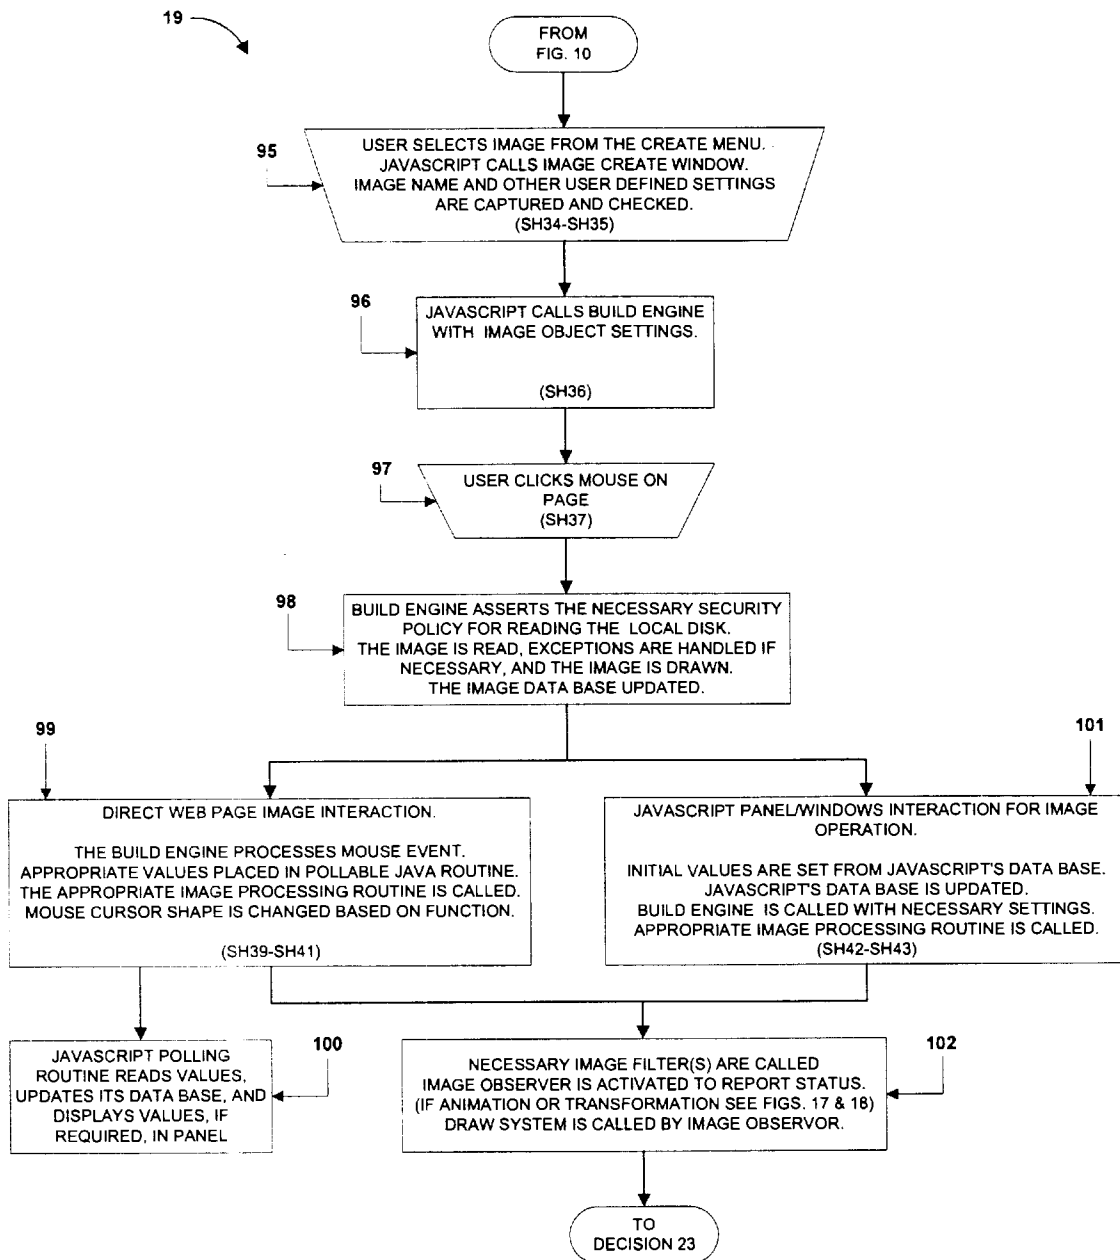 19
FROM
FIG. 10
95
USER SELECTS IMAGE FROM THE CREATE MENU.
JAVASCRIPT CALLS IMAGE CREATE WINDOW.
IMAGE NAME AND OTHER USER DEFINED SETTINGS
ARE CAPTURED AND CHECKED.
(SH34-SH35)
96
JAVASCRIPT CALLS BUILD ENGINE
WITH IMAGE OBJECT SETTINGS.
(SH36)
97
USER CLICKS MOUSE ON
PAGE
(SH37)
98
BUILD ENGINE ASSERTS THE NECESSARY SECURITY
POLICY FOR READING THE LOCAL DISK.
THE IMAGE IS READ, EXCEPTIONS ARE HANDLED IF
NECESSARY, AND THE IMAGE IS DRAWN.
THE IMAGE DATA BASE UPDATED.
99
DIRECT WEB PAGE IMAGE INTERACTION.
THE BUILD ENGINE PROCESSES MOUSE EVENT.
APPROPRIATE VALUES PLACED IN POLLABLE JAVA ROUTINE.
THE APPROPRIATE IMAGE PROCESSING ROUTINE IS CALLED.
MOUSE CURSOR SHAPE IS CHANGED BASED ON FUNCTION.
(SH39-SH41)
101
JAVASCRIPT PANEL/WINDOWS INTERACTION FOR IMAGE
OPERATION.
INITIAL VALUES ARE SET FROM JAVASCRIPT'S DATA BASE.
JAVASCRIPT'S DATA BASE IS UPDATED.
BUILD ENGINE IS CALLED WITH NECESSARY SETTINGS.
APPROPRIATE IMAGE PROCESSING ROUTINE IS CALLED.
(SH42-SH43)
100
JAVASCRIPT POLLING
ROUTINE READS VALUES,
UPDATES ITS DATA BASE, AND
DISPLAYS VALUES, IF
REQUIRED, IN PANEL
102
NECESSARY IMAGE FILTER(S) ARE CALLED
IMAGE OBSERVER IS ACTIVATED TO REPORT STATUS.
(IF ANIMATION OR TRANSFORMATION SEE FIGS. 17 & 18)
DRAW SYSTEM IS CALLED BY IMAGE OBSERVOR.
TO
DECISION 23